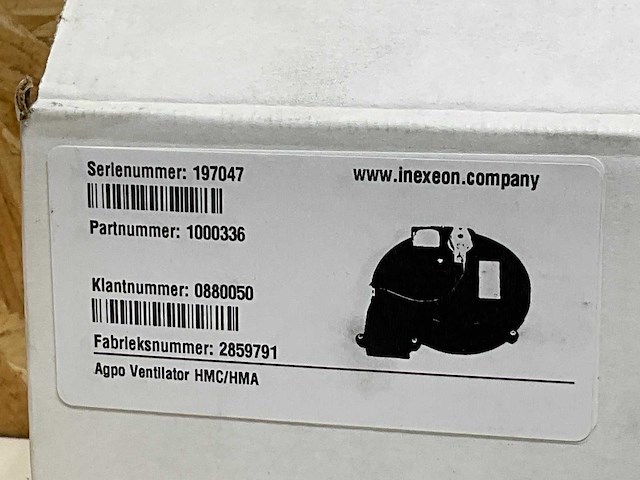 Serienummer: 197047
www.inexeon.company
Partnummer: 1000336
Klantnummer: 0880050
Fabrieksnummer: 2859791
Agpo Ventilator HMC/HMA